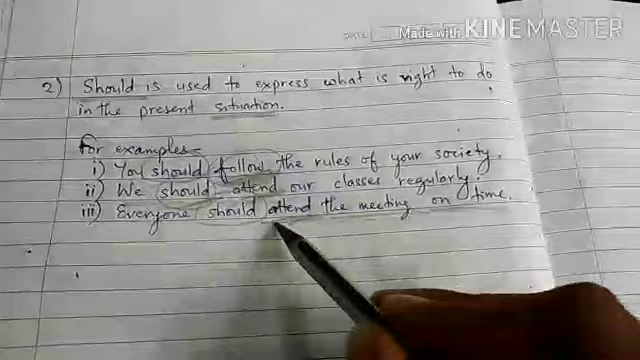 Made with KINEMASTER
DATE
2) Should is used to express what is right to do
in the present situation.
For examples=
i) You should follow the rules of your society.
ii) We should attend our classes regularly.
iii) Everyone should attend the meeting on time.